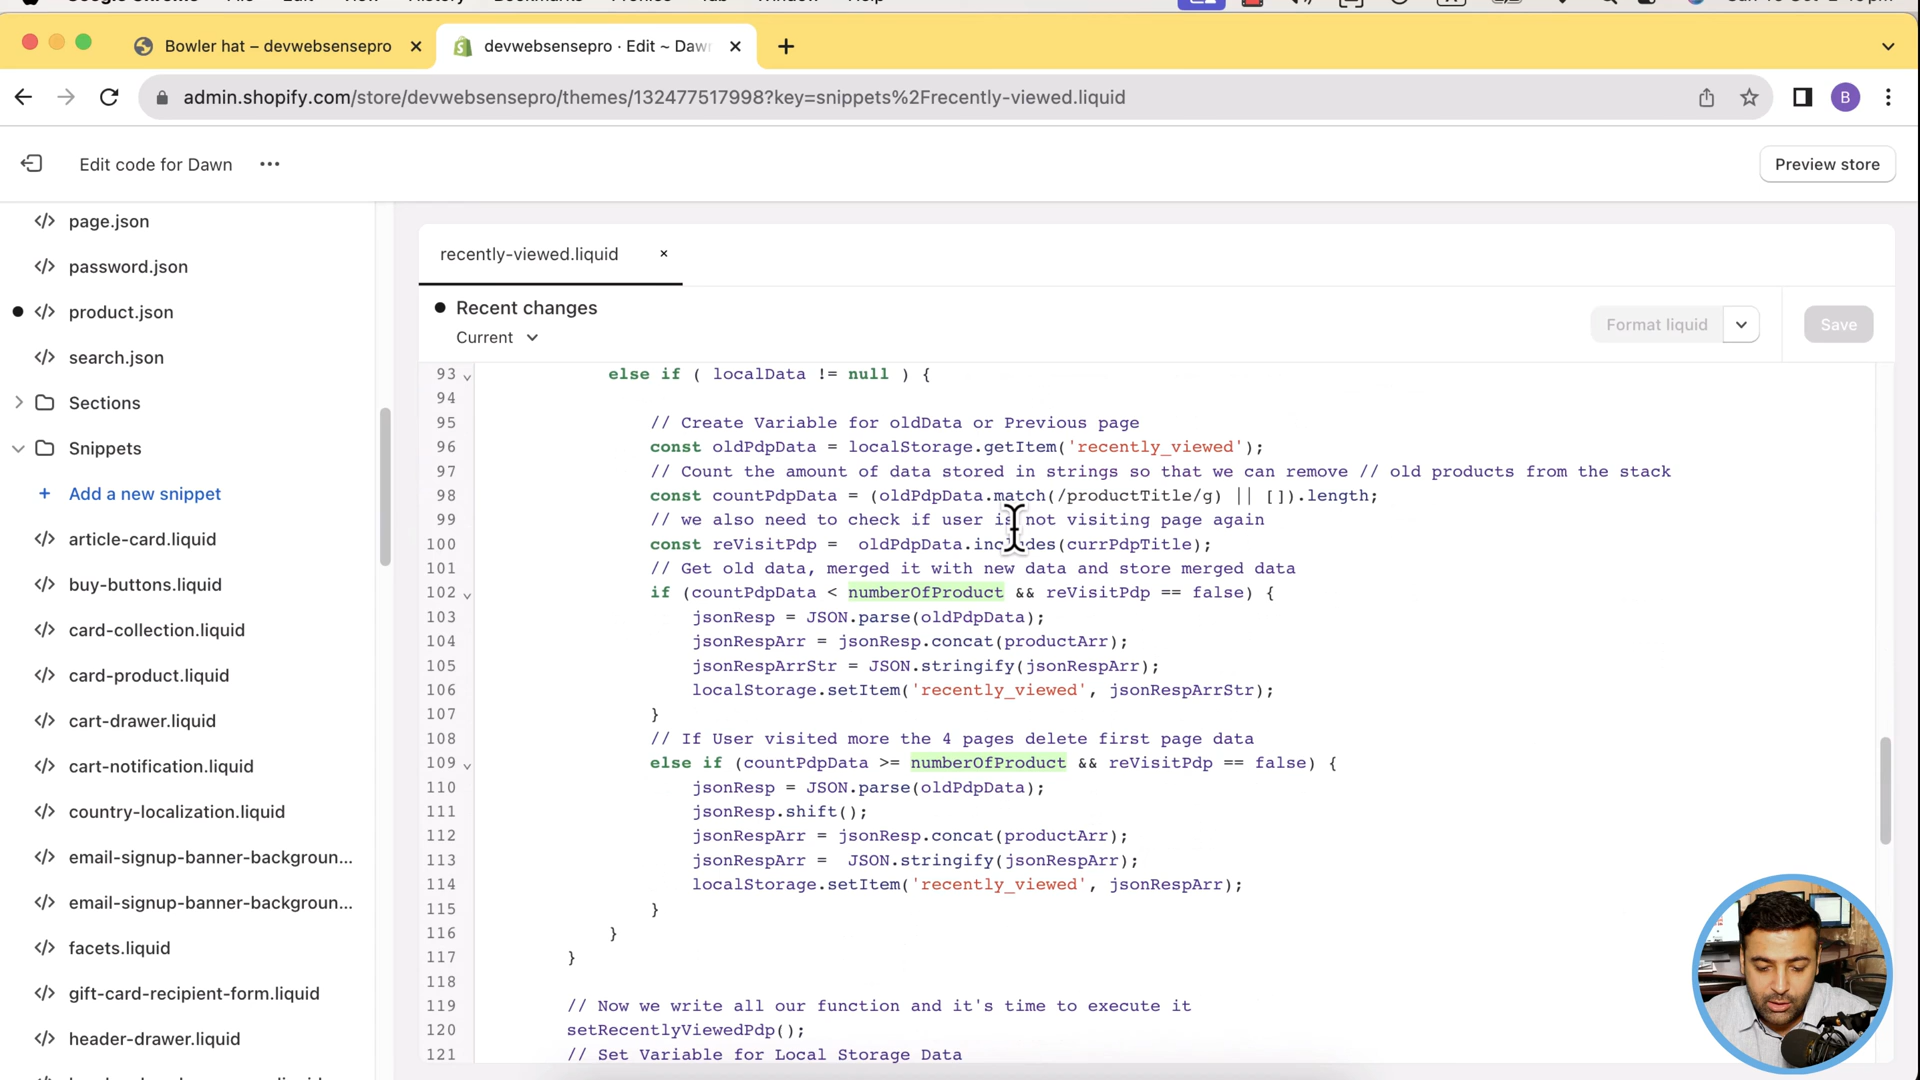 Bowler hat – devwebsensepro
devwebsensepro · Edit ~ Daw
admin.shopify.com/store/devwebsensepro/themes/132477517998?key=snippets%2Frecently-viewed.liquid
B
Edit code for Dawn
Preview store
page.json
password.json
product.json
search.json
Sections
Snippets
Add a new snippet
article-card.liquid
buy-buttons.liquid
card-collection.liquid
card-product.liquid
cart-drawer.liquid
cart-notification.liquid
country-localization.liquid
email-signup-banner-backgroun...
email-signup-banner-backgroun...
facets.liquid
gift-card-recipient-form.liquid
header-drawer.liquid
recently-viewed.liquid
Recent changes
Current
Format liquid
Save
93 else if ( localData != null ) {
94
95 // Create Variable for oldData or Previous page
96 const oldPdpData = localStorage.getItem('recently_viewed');
97 // Count the amount of data stored in strings so that we can remove // old products from the stack
98 const countPdpData = (oldPdpData.match(/productTitle/g) || []).length;
99 // we also need to check if user is not visiting page again
100 const reVisitPdp =  oldPdpData.includes(currPdpTitle);
101 // Get old data, merged it with new data and store merged data
102 if (countPdpData < numberOfProduct && reVisitPdp == false) {
103 jsonResp = JSON.parse(oldPdpData);
104 jsonRespArr = jsonResp.concat(productArr);
105 jsonRespArrStr = JSON.stringify(jsonRespArr);
106 localStorage.setItem('recently_viewed', jsonRespArrStr);
107 }
108 // If User visited more the 4 pages delete first page data
109 else if (countPdpData >= numberOfProduct && reVisitPdp == false) {
110 jsonResp = JSON.parse(oldPdpData);
111 jsonResp.shift();
112 jsonRespArr = jsonResp.concat(productArr);
113 jsonRespArr =  JSON.stringify(jsonRespArr);
114 localStorage.setItem('recently_viewed', jsonRespArr);
115 }
116 }
117 }
118
119 // Now we write all our function and it's time to execute it
120 setRecentlyViewedPdp();
121 // Set Variable for Local Storage Data